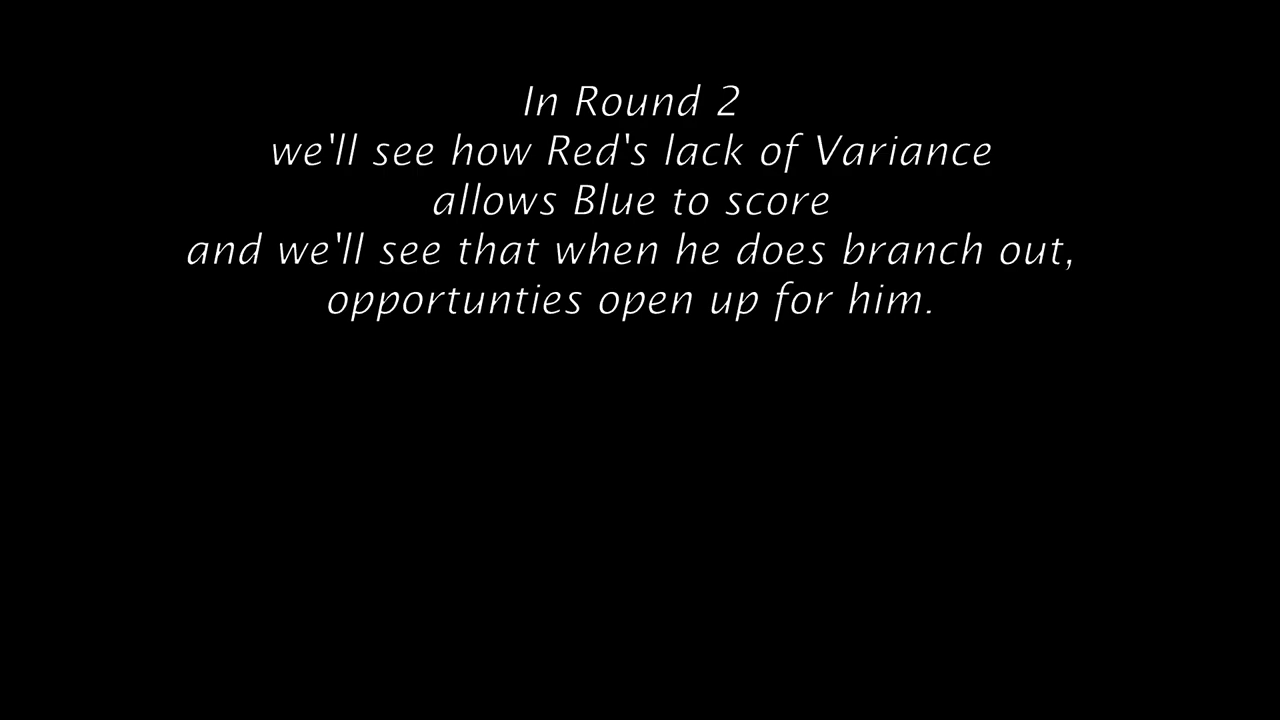 In Round 2
we'll see how Red's lack of Variance
allows Blue to score
and we'll see that when he does branch out,
opportunties open up for him.